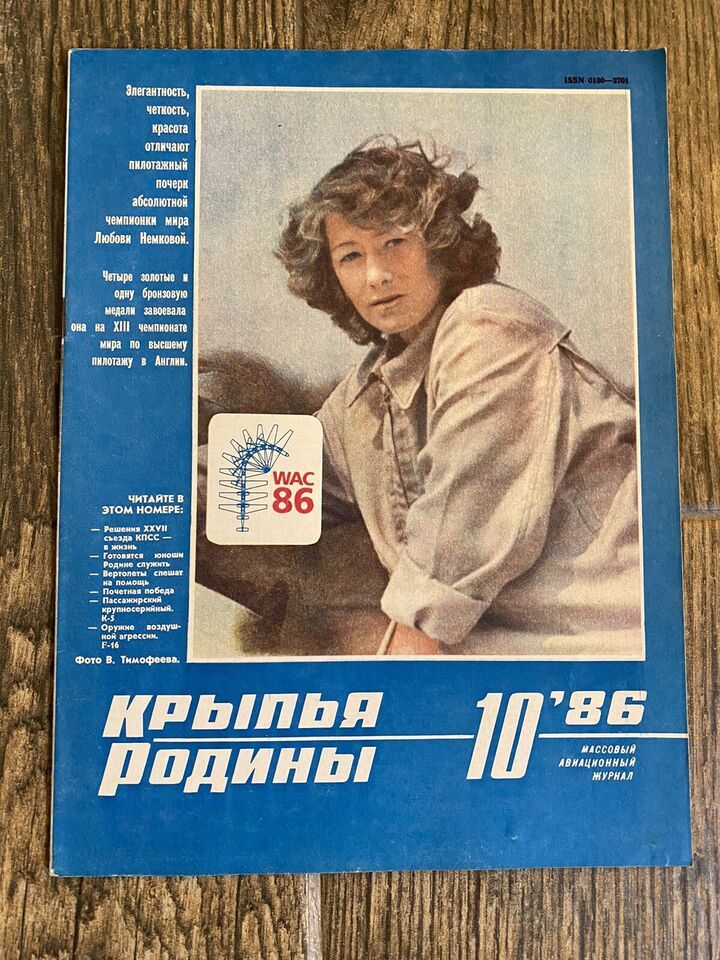 ISSN 0130—2701
Элегантность,
четкость,
красота
отличают
пилотажный
почерк
абсолютной
чемпионки мира
Любови Немковой.
Четыре золотые и
одну бронзовую
медали завоевала
она на XIII чемпионате
мира по высшему
пилотажу в Англии.
WAC
86
ЧИТАЙТЕ В
ЭТОМ НОМЕРЕ:
— Решения XXVII
съезда КПСС —
в жизнь
— Готовятся юноши
Родине служить
— Вертолеты спешат
на помощь
— Почетная победа
— Пассажирский
крупносерийный.
К-5
— Оружие воздуш-
ной агрессии.
F-16
Фото В. Тимофеева.
КРЫЛЬЯ
РОДИНЫ
10'86
МАССОВЫЙ
АВИАЦИОННЫЙ
ЖУРНАЛ